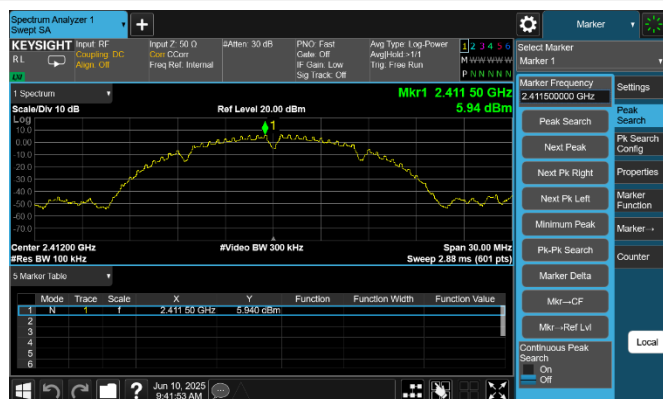 Spectrum Analyzer 1
Swept SA
+
Marker
KEYSIGHT
Input: RF
Coupling: DC
Align: Off
Input Z: 50 Ω
Corr CCorr
Freq Ref: Internal
#Atten: 30 dB
PNO: Fast
Gate: Off
IF Gain: Low
Sig Track: Off
Avg Type: Log-Power
Avg|Hold:>1/1
Trig: Free Run
1 2 3 4 5 6
M W W W W W
P N N N N N
RL
LXI
Select Marker
Marker 1
1 Spectrum
Mkr1 2.411 50 GHz
Scale/Div 10 dB
Ref Level 20.00 dBm
5.94 dBm
Log
10.0
0.00
-10.0
-20.0
-30.0
-40.0
-50.0
-60.0
-70.0
1
Center 2.41200 GHz
#Video BW 300 kHz
Span 30.00 MHz
#Res BW 100 kHz
Sweep 2.88 ms (601 pts)
5 Marker Table
Mode Trace Scale X Y Function Function Width Function Value
1 N 1 f 2.411 50 GHz 5.940 dBm
2
3
4
5
6
Marker Frequency
2.411500000 GHz
Peak Search
Next Peak
Next Pk Right
Next Pk Left
Minimum Peak
Pk-Pk Search
Marker Delta
Mkr→CF
Mkr→Ref Lvl
Continuous Peak
Search
On
Off
Settings
Peak
Search
Pk Search
Config
Properties
Marker
Function
Marker→
Counter
Local
?
Jun 10, 2025
9:41:53 AM